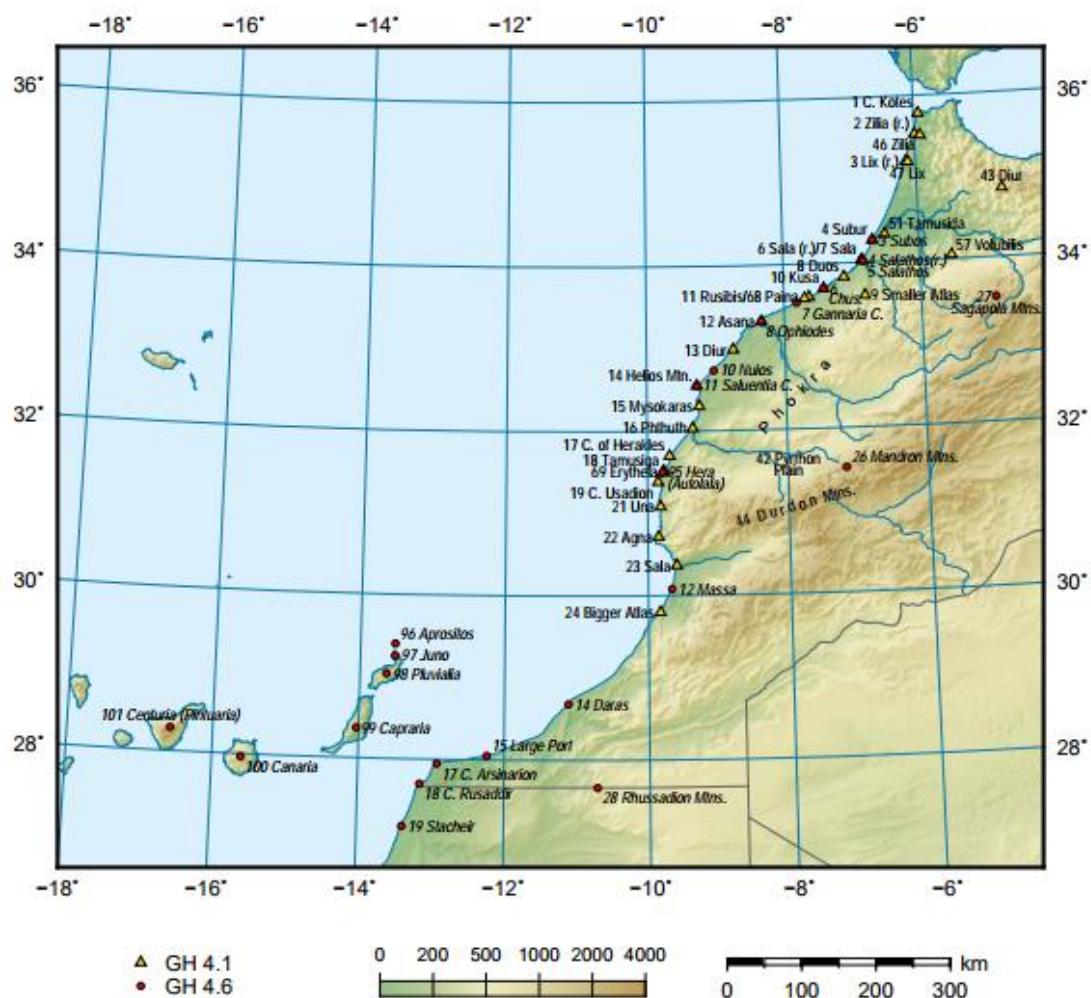 −18° −16° −14° −12° −10° −8° −6°
36° 36°
1 C. Koles
2 Zilia (r.)
46 Zilia
3 Lix (r.)
47 Lix
43 Diur
4 Subur
51 Tamusida
3 Subos
6 Sala (r.)/7 Sala
57 Volubilis
34° 34°
4 Salathos(r.)
8 Duos
5 Salathos
10 Kusa
Chus.
9 Smaller Atlas
27
Sagapola Mtns.
11 Rusibis/68 Paina
7 Gannaria C.
12 Asana
8 Ophiodes
13 Diur
10 Nuios
14 Helios Mtn.
11 Saluentia C.
Phokra
15 Mysokaras
32° 32°
16 Phthuth
17 C. of Herakles
18 Tamusiga
42 Pyrrhon
Plain
26 Mandron Mtns.
69 Erytheia
95 Hera
(Autolala)
19 C. Usadion
21 Una
44 Durdon Mtns.
22 Agna
23 Sala
30° 30°
12 Massa
24 Bigger Atlas
96 Aprositos
97 Juno
98 Pluvialia
101 Centuria (Pintuaria)
99 Capraria
14 Daras
28° 28°
15 Large Port
100 Canaria
17 C. Arsinarion
18 C. Rusaddir
28 Rhussadion Mtns.
19 Stacheir
−18° −16° −14° −12° −10° −8° −6°
GH 4.1
GH 4.6
0 200 500 1000 2000 4000
km
0 100 200 300